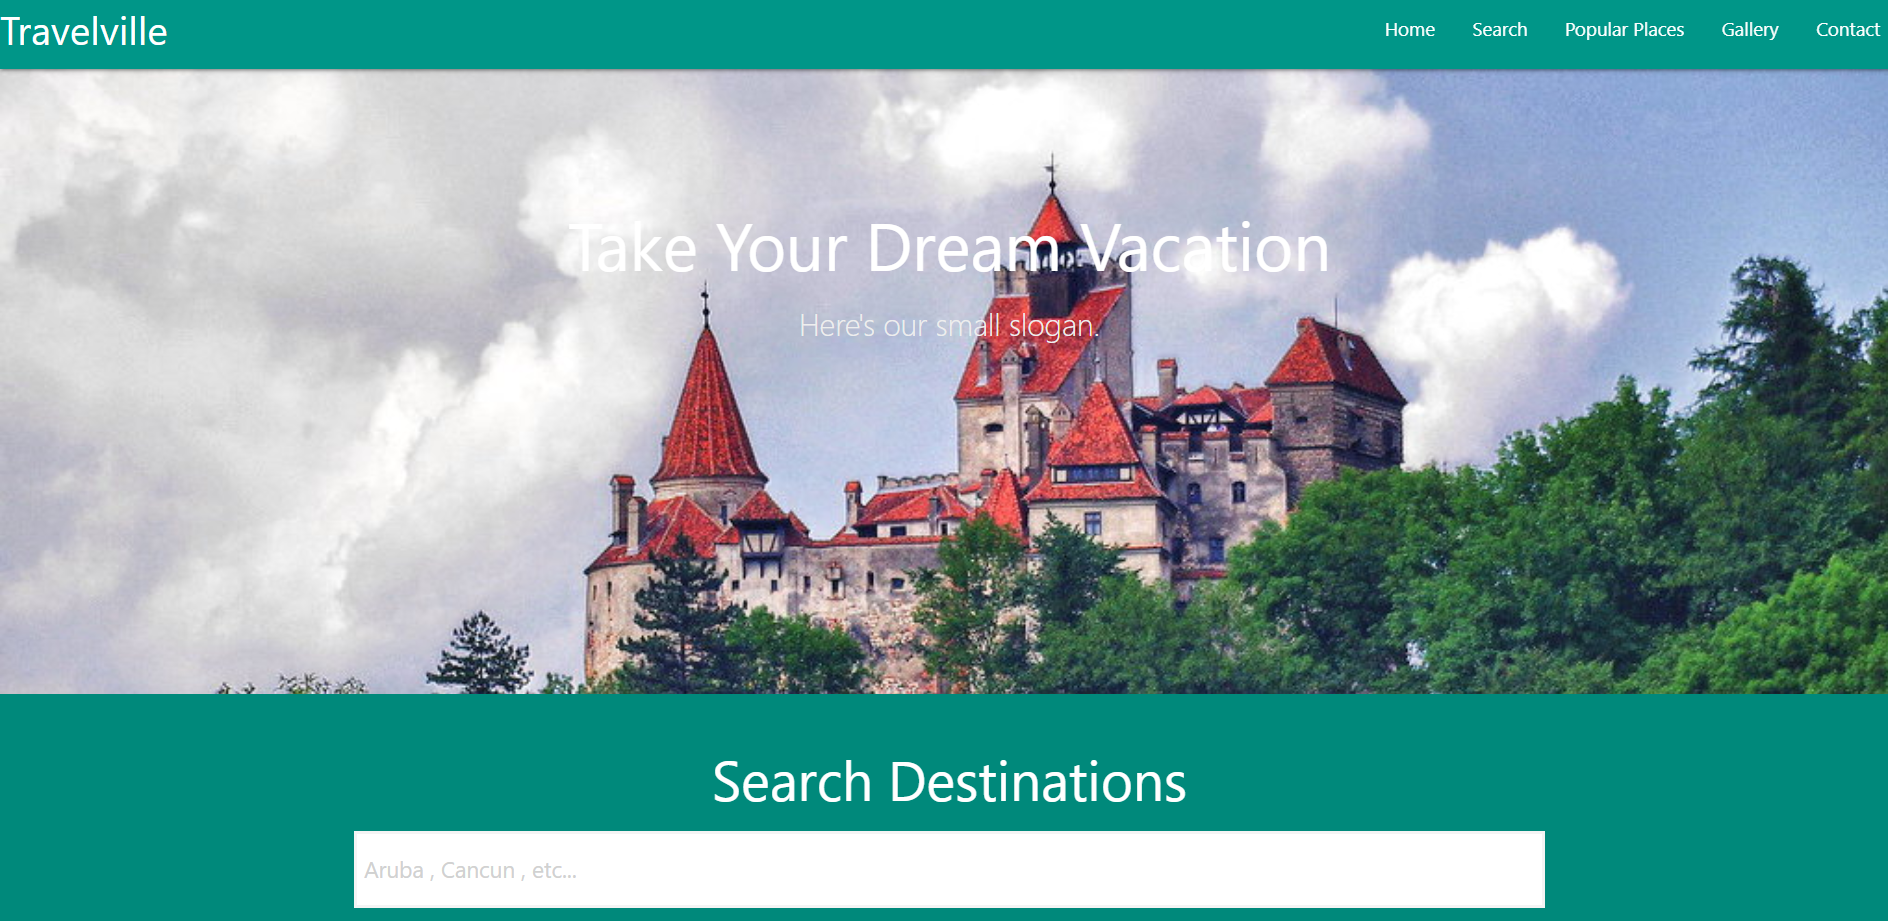 Travelville
Home Search Popular Places Gallery Contact
Take Your Dream Vacation
Here's our small slogan.
Search Destinations
Aruba , Cancun , etc...